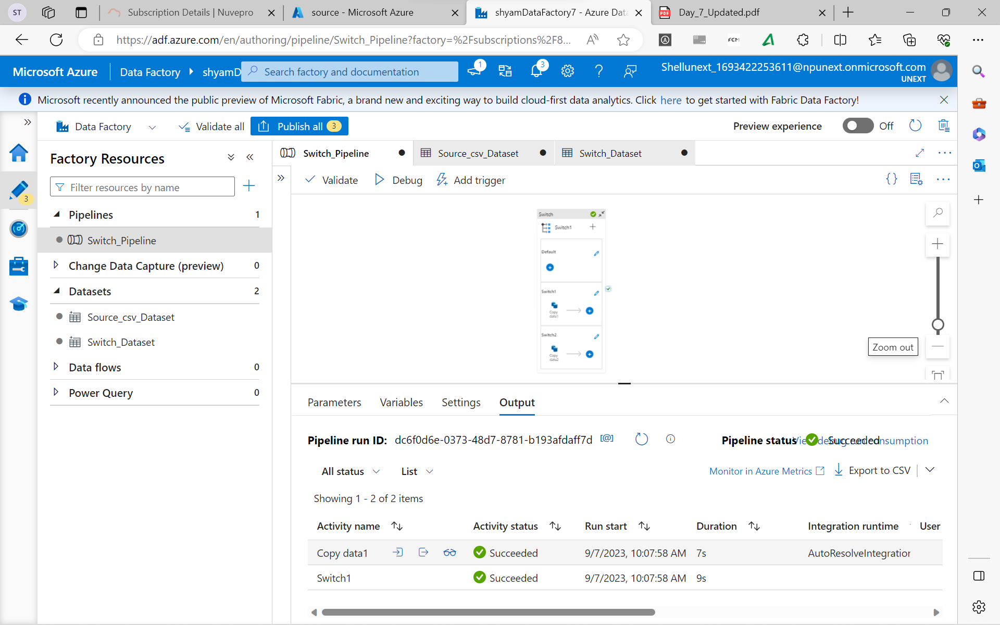 ST
Subscription Details | Nuvepro
source - Microsoft Azure
shyamDataFactory7 - Azure Data
Day_7_Updated.pdf
https://adf.azure.com/en/authoring/pipeline/Switch_Pipeline?factory=%2Fsubscriptions%2F8...
FCM
Microsoft Azure
Data Factory
shyamD
Search factory and documentation
1
3
Shellunext_1693422253611@npunext.onmicrosoft.com
UNEXT
Microsoft recently announced the public preview of Microsoft Fabric, a brand new and exciting way to build cloud-first data analytics. Click here to get started with Fabric Data Factory!
Data Factory
Validate all
Publish all 3
Preview experience
Off
Factory Resources
Switch_Pipeline
Source_csv_Dataset
Switch_Dataset
Filter resources by name
Validate
Debug
Add trigger
3
Pipelines 1
Switch_Pipeline
Change Data Capture (preview) 0
Datasets 2
Source_csv_Dataset
Switch_Dataset
Data flows 0
Power Query 0
Switch
Switch1
Default
Switch1
Copy
data1
Switch2
Copy
data2
Zoom out
Parameters
Variables
Settings
Output
Pipeline run ID: dc6f0d6e-0373-48d7-8781-b193afdaff7d
Pipeline status Succeeded
View debug run consumption
All status
List
Monitor in Azure Metrics
Export to CSV
Showing 1 - 2 of 2 items
Activity name Activity status Run start Duration Integration runtime User
Copy data1 Succeeded 9/7/2023, 10:07:58 AM 7s AutoResolveIntegration
Switch1 Succeeded 9/7/2023, 10:07:58 AM 9s